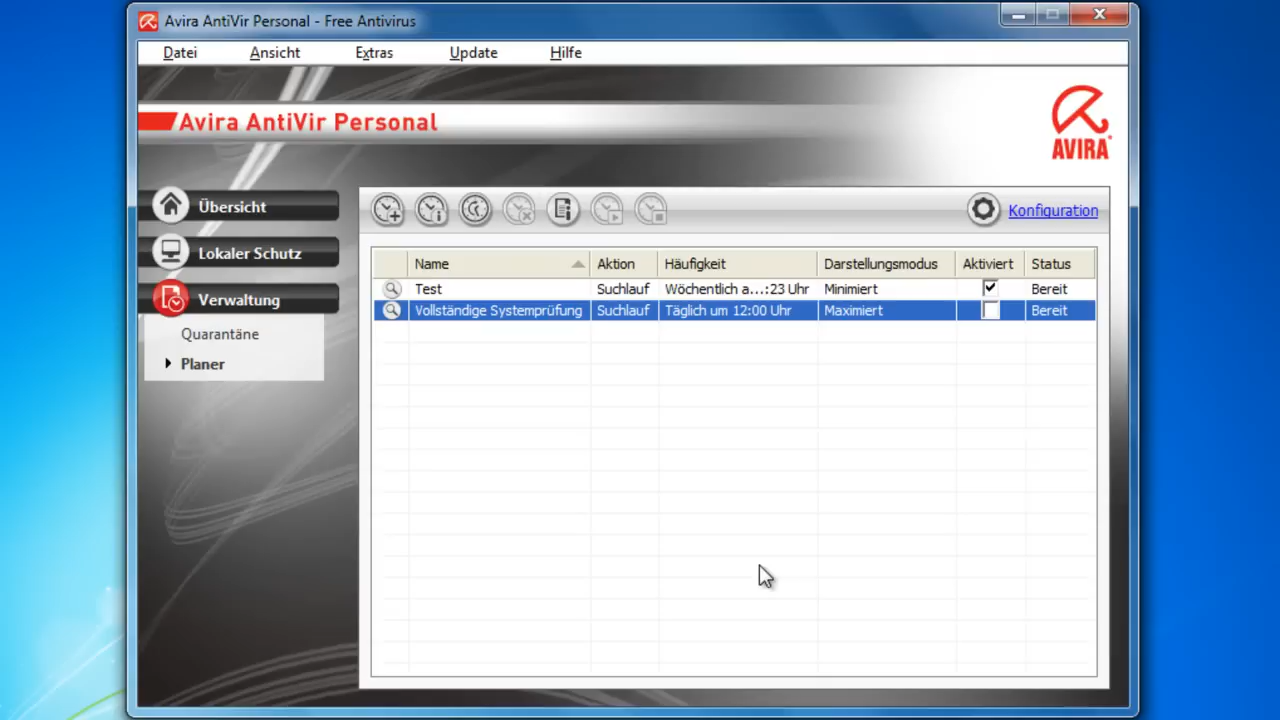 Avira AntiVir Personal - Free Antivirus
Datei Ansicht Extras Update Hilfe
Avira AntiVir Personal
AVIRA
Übersicht
Lokaler Schutz
Verwaltung
Quarantäne
Planer
Konfiguration
Name Aktion Häufigkeit Darstellungsmodus Aktiviert Status
Test Suchlauf Wöchentlich a...:23 Uhr Minimiert Bereit
Vollständige Systemprüfung Suchlauf Täglich um 12:00 Uhr Maximiert Bereit